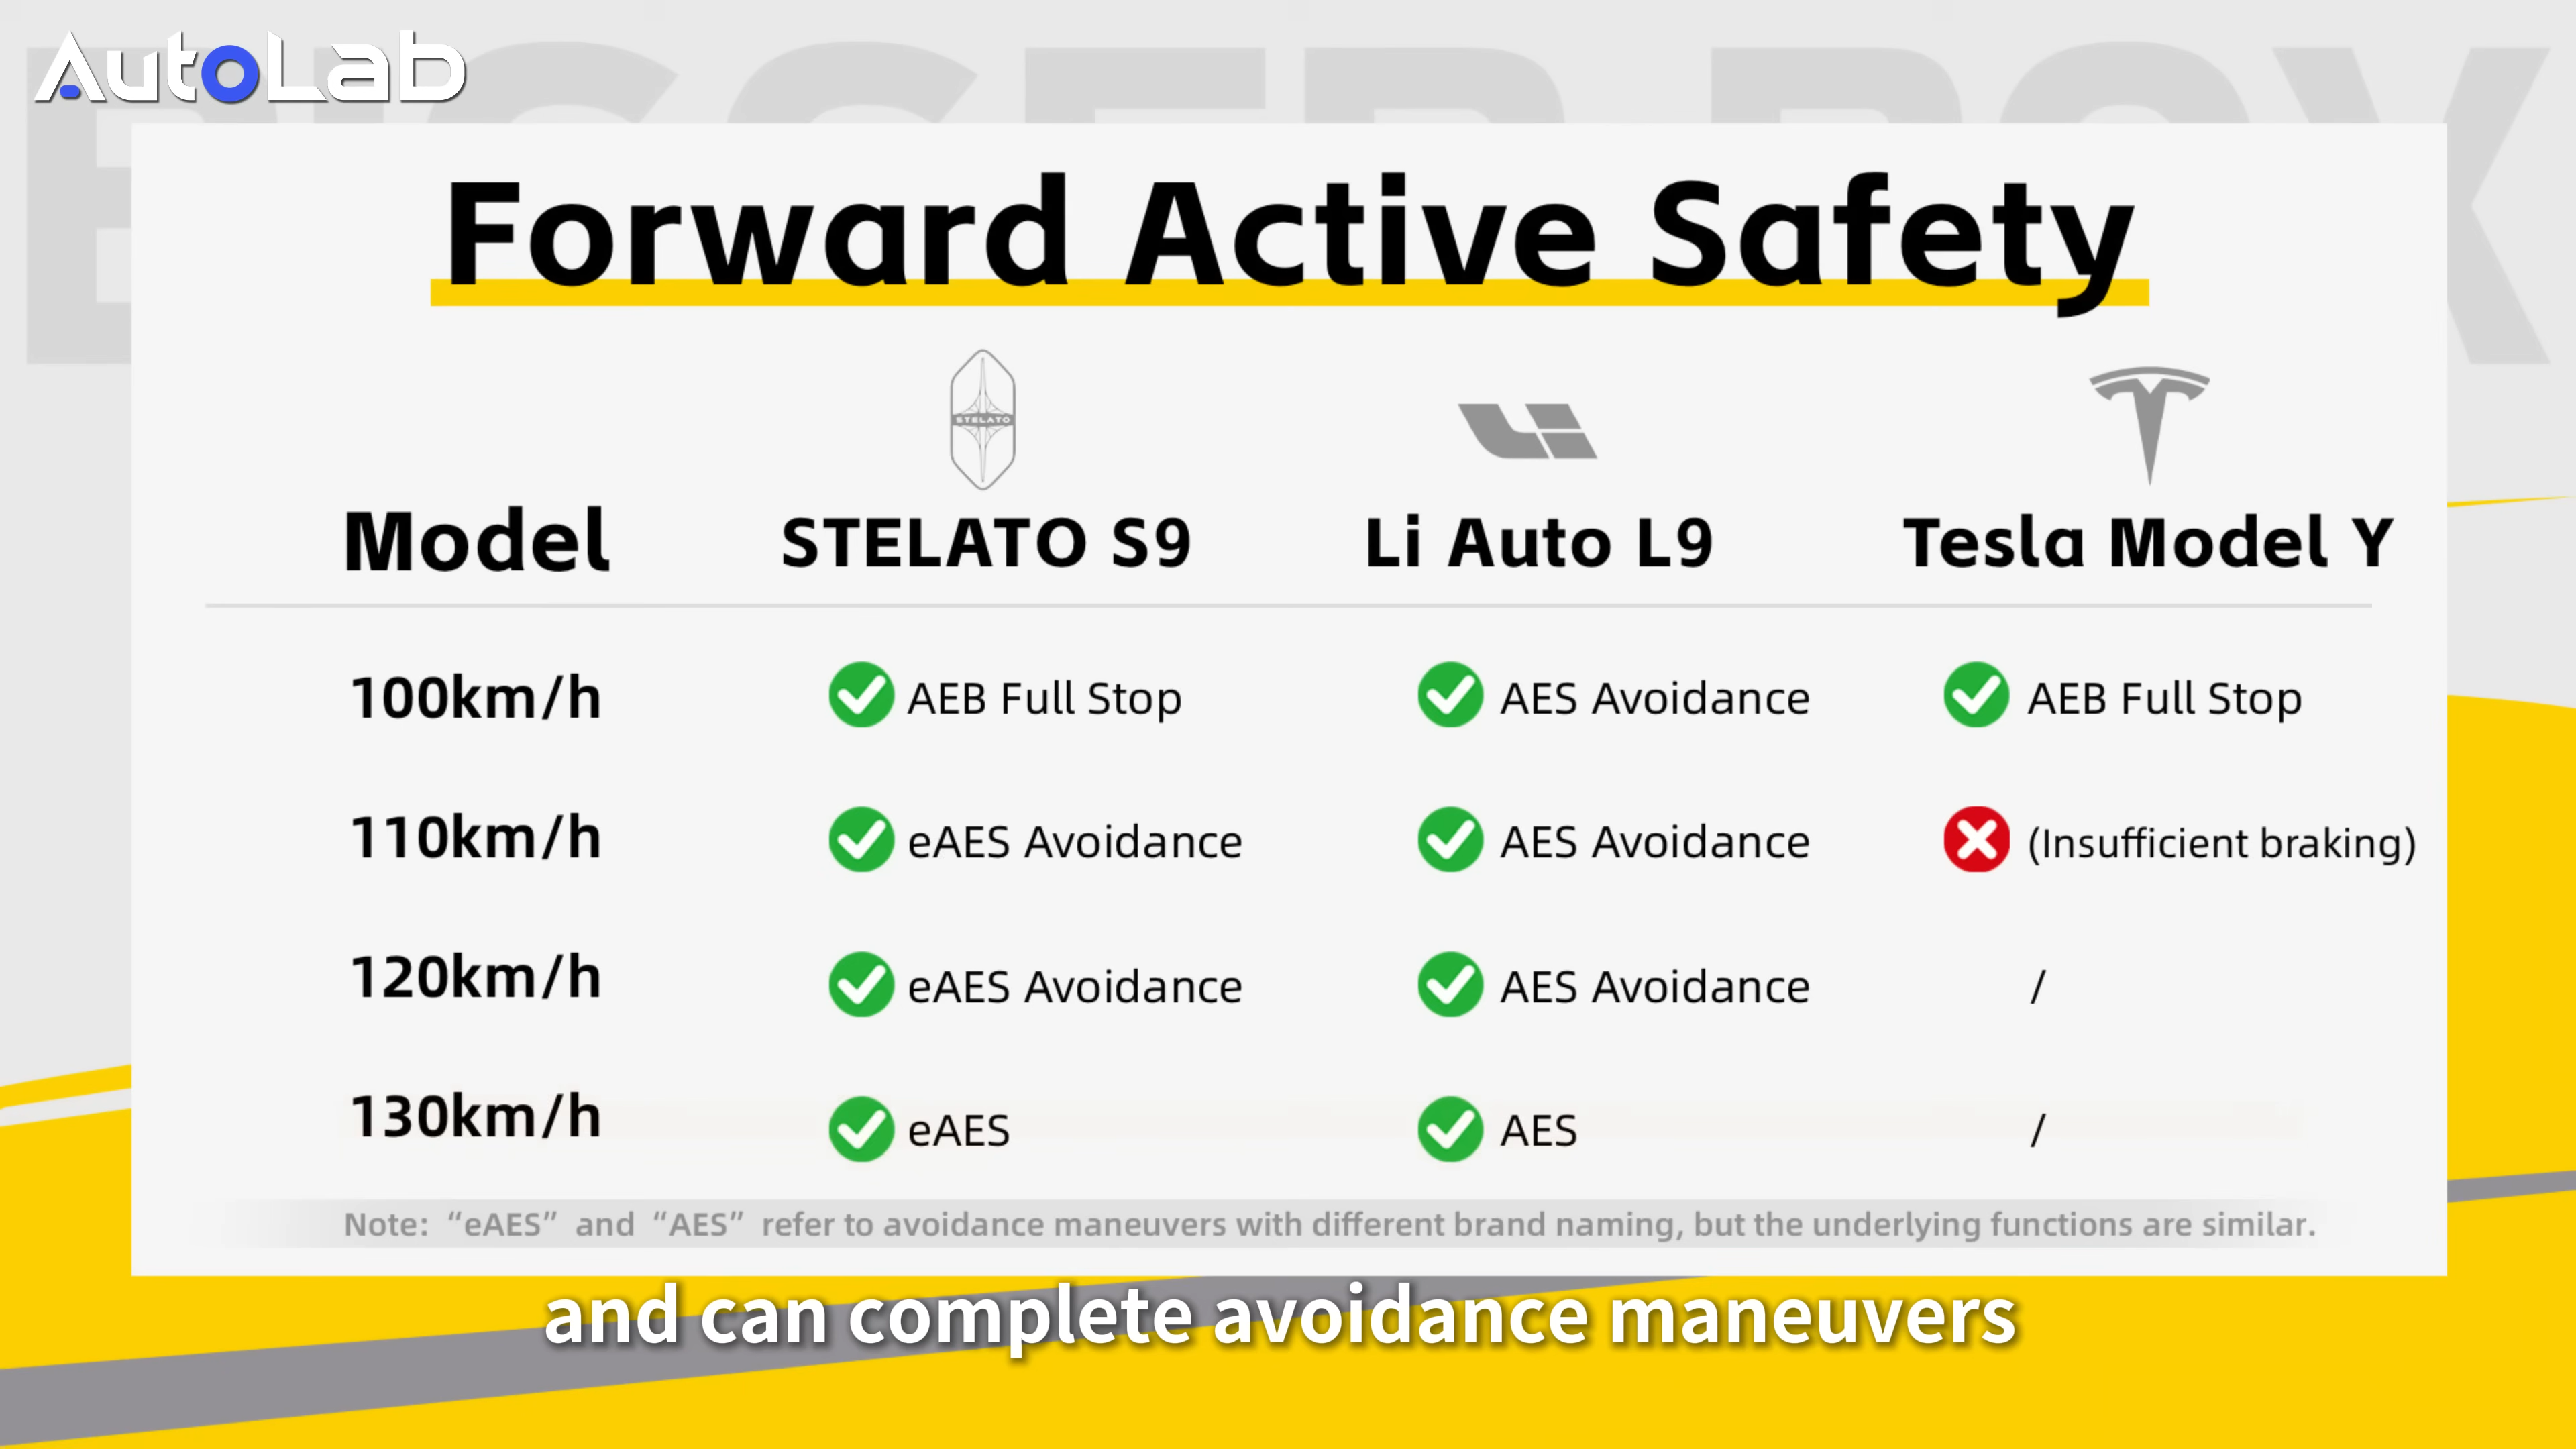 AutoLab
BIGGER BOX
Forward Active Safety
STELATO
Model STELATO S9 Li Auto L9 Tesla Model Y
100km/h AEB Full Stop AES Avoidance AEB Full Stop
110km/h eAES Avoidance AES Avoidance (Insufficient braking)
120km/h eAES Avoidance AES Avoidance /
130km/h eAES AES /
Note: “eAES” and “AES” refer to avoidance maneuvers with different brand naming, but the underlying functions are similar.
and can complete avoidance maneuvers